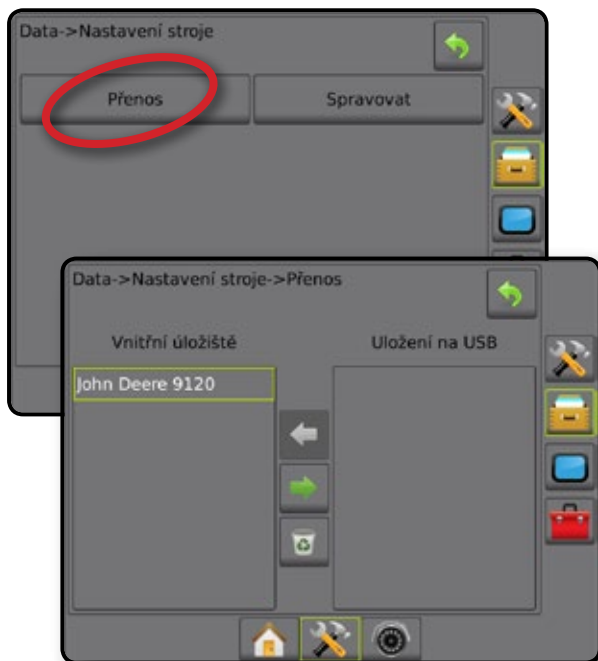 Data->Nastavení stroje
Přenos
Spravovat
Data->Nastavení stroje->Přenos
Vnitřní úložiště
Uložení na USB
John Deere 9120